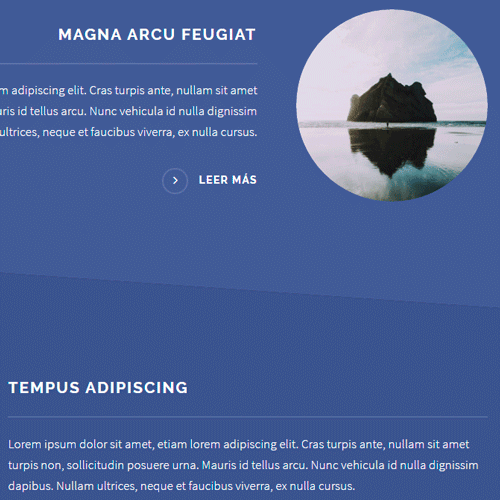 MAGNA ARCU FEUGIAT
adipiscing elit. Cras turpis ante, nullam sit amet
id tellus arcu. Nunc vehicula id nulla dignissim
ultrices, neque et faucibus viverra, ex nulla cursus.
LEER MÁS
TEMPUS ADIPISCING
Lorem ipsum dolor sit amet, etiam lorem adipiscing elit. Cras turpis ante, nullam sit amet
turpis non, sollicitudin posuere urna. Mauris id tellus arcu. Nunc vehicula id nulla dignissim
dapibus. Nullam ultrices, neque et faucibus viverra, ex nulla cursus.